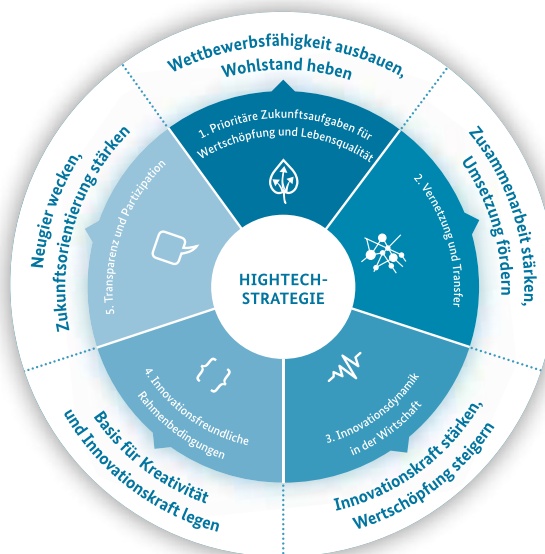 Wettbewerbsfähigkeit ausbauen,
Wohlstand heben
1. Prioritäre Zukunftsaufgaben für
Wertschöpfung und Lebensqualität
Zusammenarbeit stärken,
Umsetzung fördern
2. Vernetzung und Transfer
Innovationskraft stärken,
Wertschöpfung steigern
3. Innovationsdynamik
in der Wirtschaft
Basis für Kreativität
und Innovationskraft legen
4. Innovationsfreundliche
Rahmenbedingungen
Neugier wecken,
Zukunftsorientierung stärken
5. Transparenz und Partizipation
HIGHTECH-
STRATEGIE